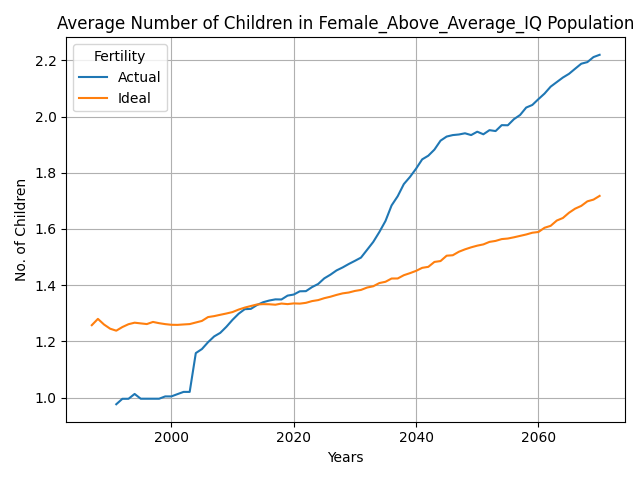 Average Number of Children in Female_Above_Average_IQ Population
Fertility
Actual
Ideal
2.2
2.0
1.8
1.6
1.4
1.2
1.0
No. of Children
2000
2020
2040
2060
Years